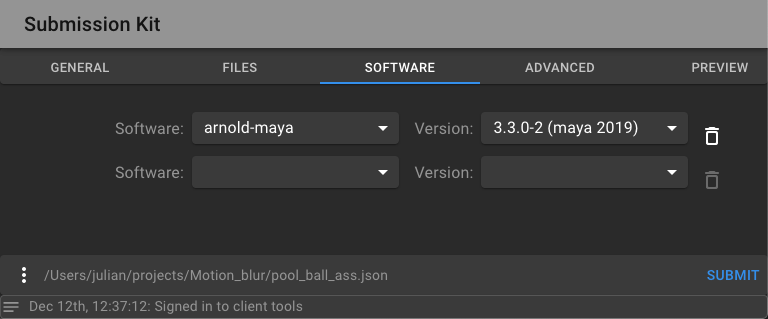 Submission Kit
GENERAL FILES SOFTWARE ADVANCED PREVIEW
Software: arnold-maya Version: 3.3.0-2 (maya 2019)
Software: Version:
/Users/julian/projects/Motion_blur/pool_ball_ass.json SUBMIT
Dec 12th, 12:37:12: Signed in to client tools